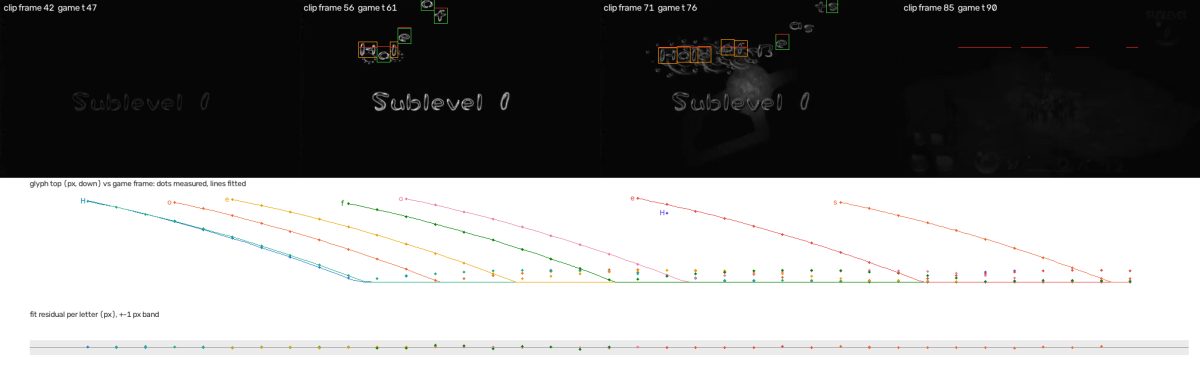 clip frame 42 game t 47
clip frame 56 game t 61
clip frame 71 game t 76
clip frame 85 game t 90
Sublevel 1
Sublevel 1
Sublevel 1
glyph top (px, down) vs game frame: dots measured, lines fitted
H
o
e
f
o
e
H
s
fit residual per letter (px), +-1 px band